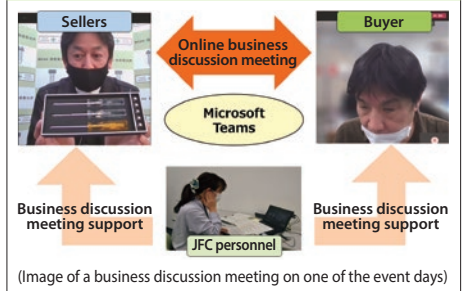 Sellers
Buyer
Online business
discussion meeting
Microsoft
Teams
Business discussion
meeting support
JFC personnel
Business discussion
meeting support
(Image of a business discussion meeting on one of the event days)